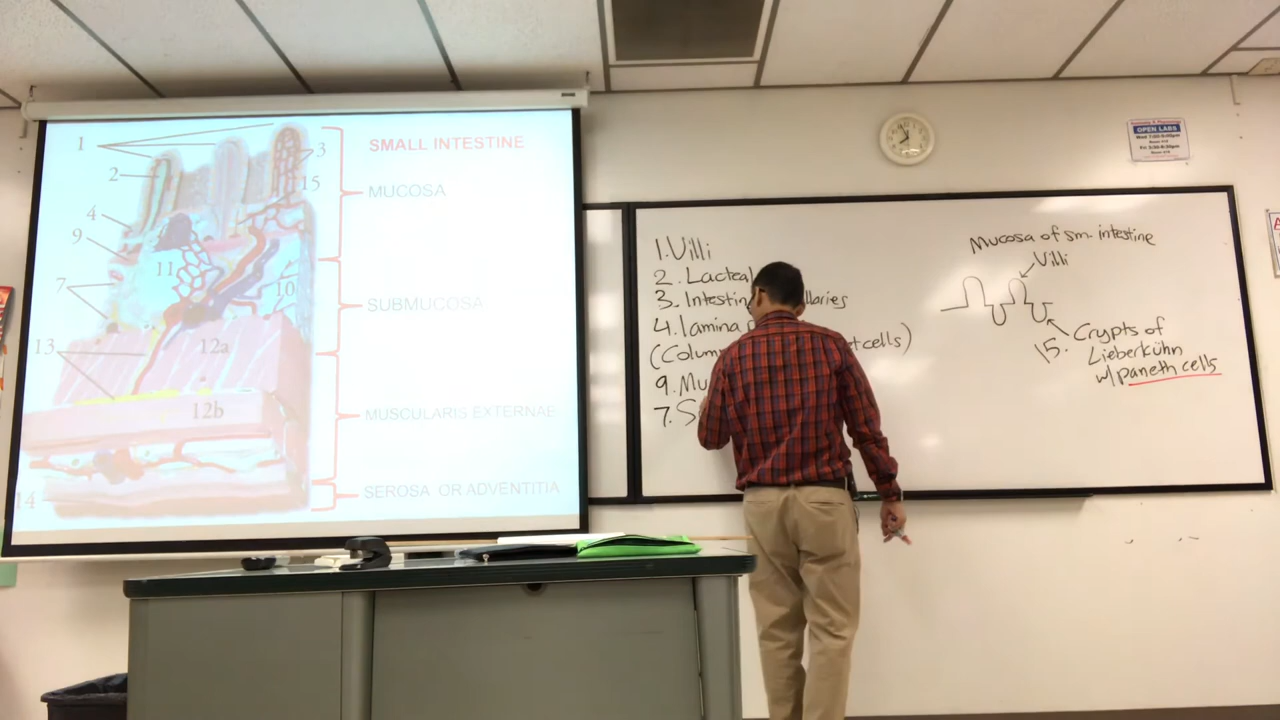 1
2
4
9
7
13
14
3
15
11
10
12a
12b
SMALL INTESTINE
MUCOSA
SUBMUCOSA
MUSCULARIS EXTERNAE
SEROSA OR ADVENTITIA
1. Villi
2. Lacteal
3. Intestin
4. lamina
(Colum cells)
9. Mu
7. S
Mucosa of sm. intestine
Villi
15. Crypts of
Lieberkühn
w/ paneth cells
OPEN LABS